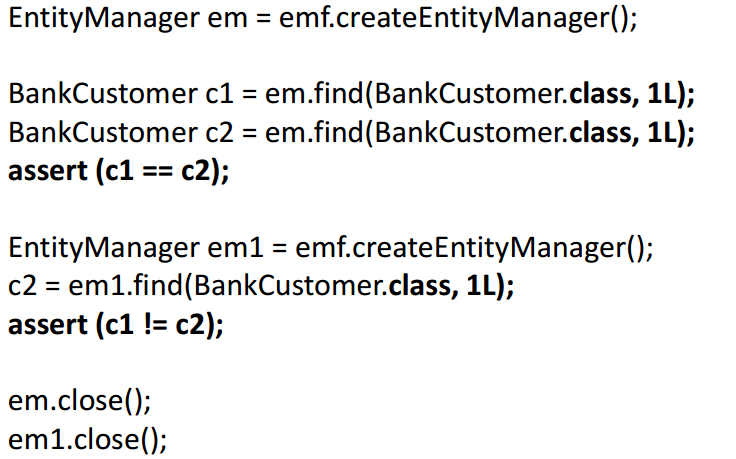 EntityManager em = emf.createEntityManager();
BankCustomer c1 = em.find(BankCustomer.class, 1L);
BankCustomer c2 = em.find(BankCustomer.class, 1L);
assert (c1 == c2);
EntityManager em1 = emf.createEntityManager();
c2 = em1.find(BankCustomer.class, 1L);
assert (c1 != c2);
em.close();
em1.close();